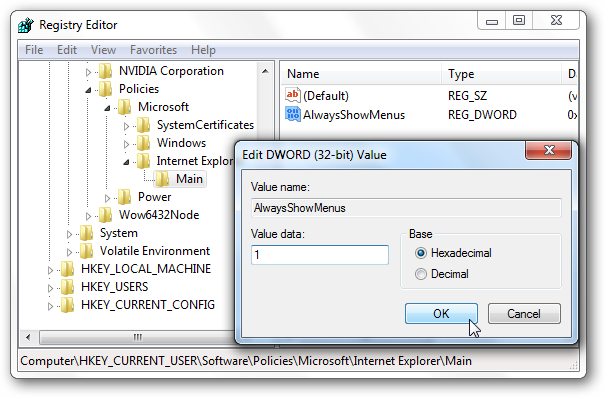 Registry Editor
File Edit View Favorites Help
NVIDIA Corporation
Policies
Microsoft
SystemCertificates
Windows
Internet Explor
Main
Power
Wow6432Node
System
Volatile Environment
HKEY_LOCAL_MACHINE
HKEY_USERS
HKEY_CURRENT_CONFIG
Name Type D
(Default) REG_SZ (v
AlwaysShowMenus REG_DWORD 0x
Edit DWORD (32-bit) Value
Value name:
AlwaysShowMenus
Value data:
1
Base
Hexadecimal
Decimal
OK Cancel
Computer\HKEY_CURRENT_USER\Software\Policies\Microsoft\Internet Explorer\Main